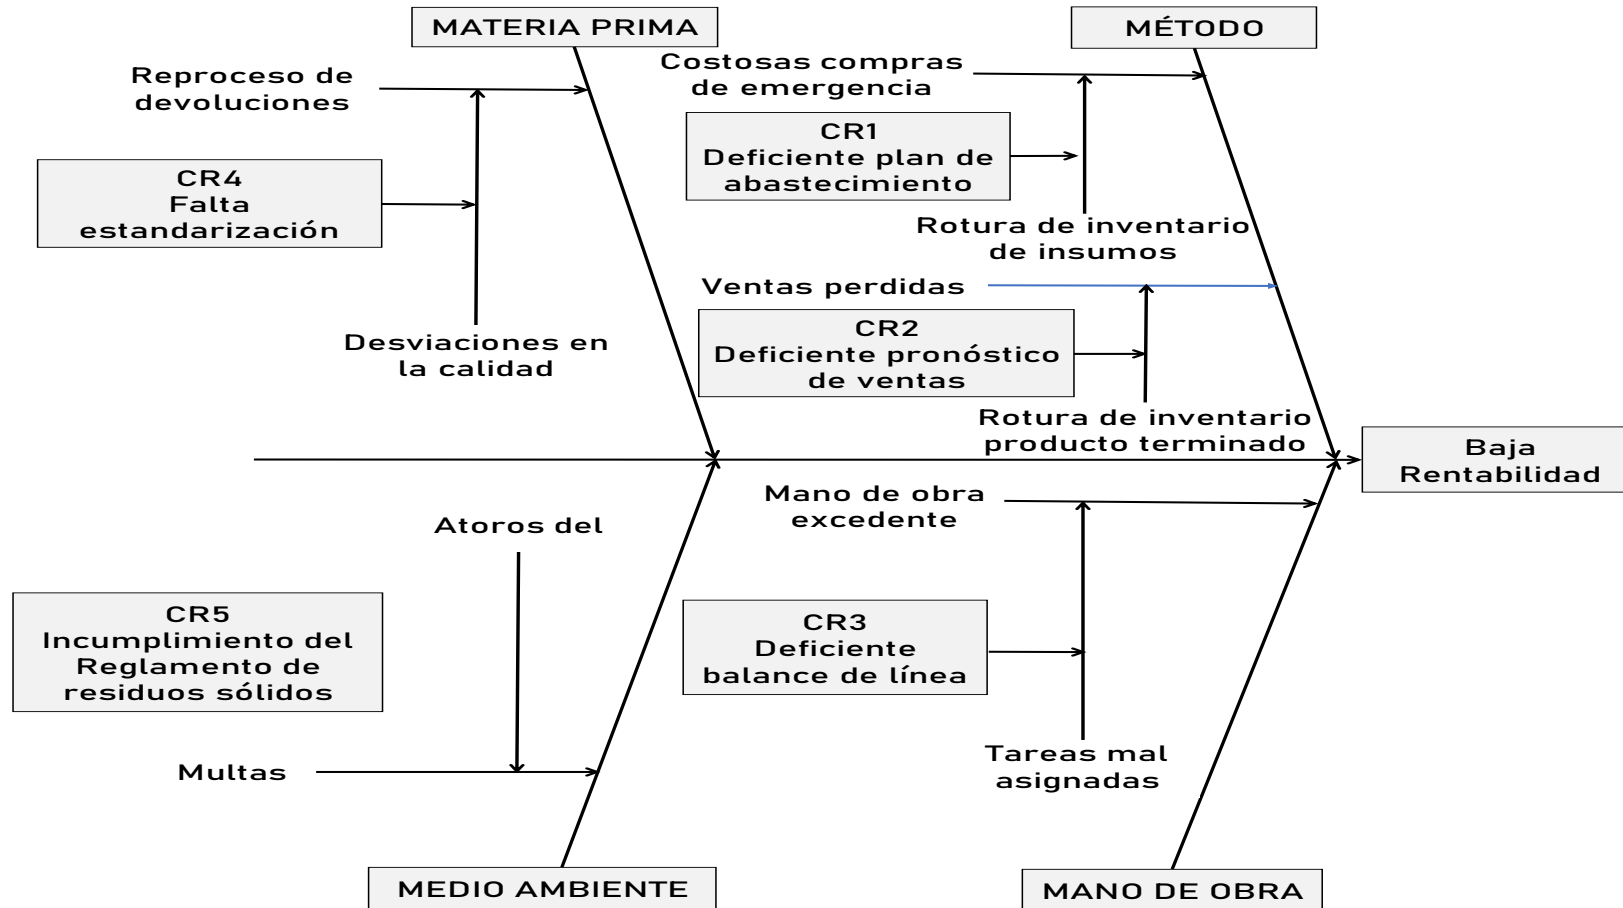 MATERIA PRIMA
MÉTODO
Reproceso de
devoluciones
Costosas compras
de emergencia
CR1
Deficiente plan de
abastecimiento
CR4
Falta
estandarización
Rotura de inventario
de insumos
Ventas perdidas
CR2
Deficiente pronóstico
de ventas
Desviaciones en
la calidad
Rotura de inventario
producto terminado
Baja
Rentabilidad
Mano de obra
excedente
Atoros del
CR5
Incumplimiento del
Reglamento de
residuos sólidos
CR3
Deficiente
balance de línea
Tareas mal
asignadas
Multas
MEDIO AMBIENTE
MANO DE OBRA